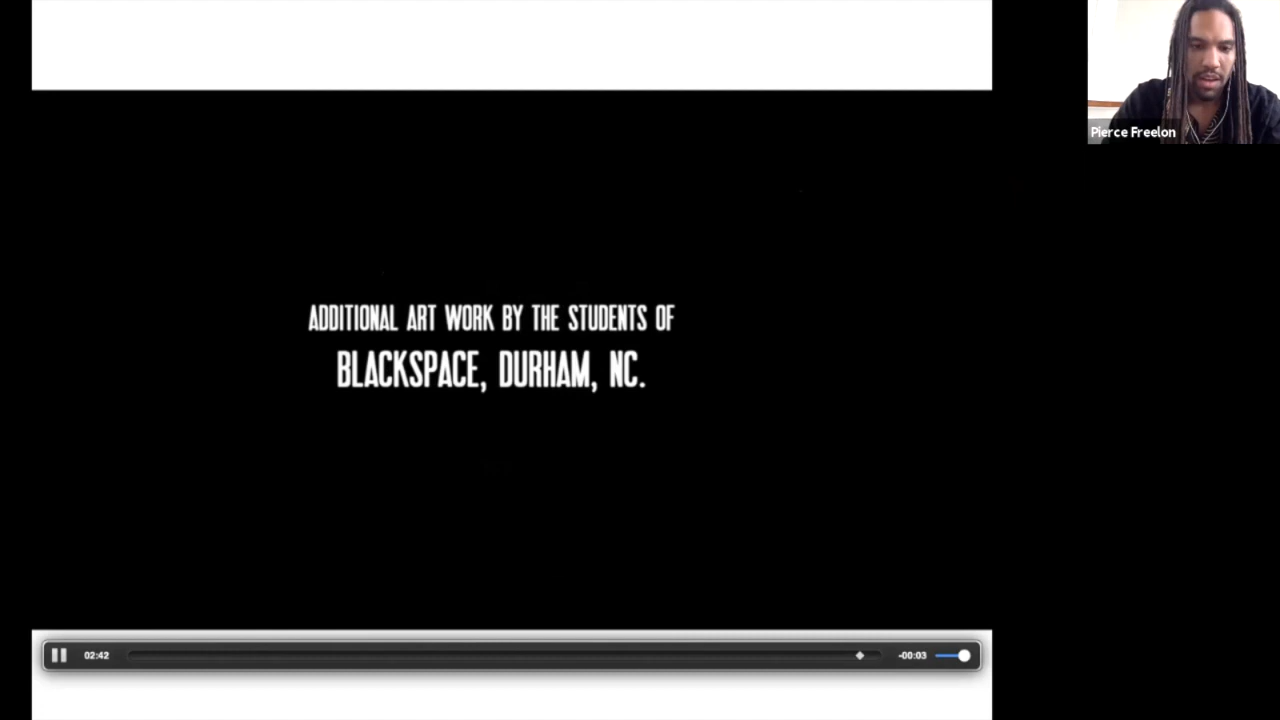 ADDITIONAL ART WORK BY THE STUDENTS OF
BLACKSPACE, DURHAM, NC.
Pierce Freelon
02:42
-00:03